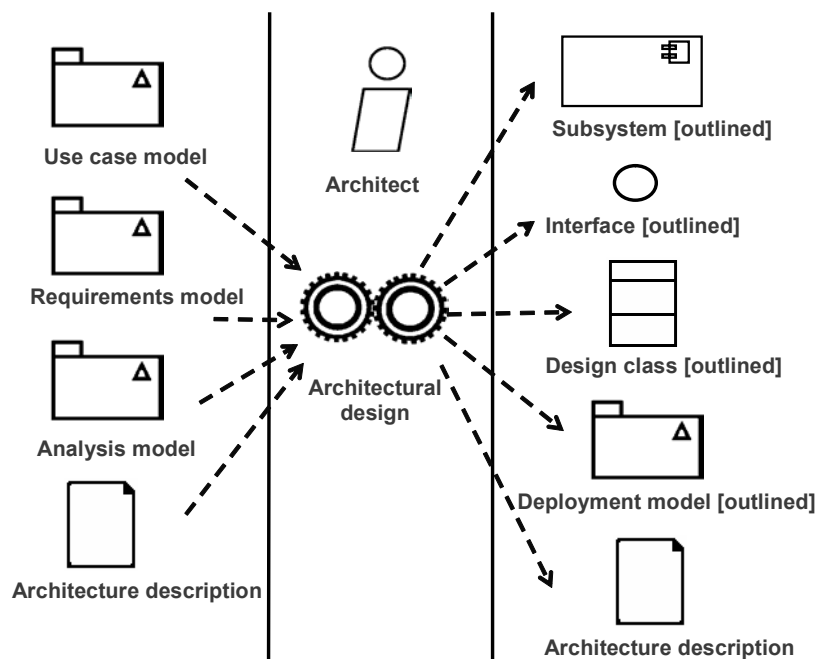 Use case model
Requirements model
Analysis model
Architecture description
Architect
Architectural
design
Subsystem [outlined]
Interface [outlined]
Design class [outlined]
Deployment model [outlined]
Architecture description